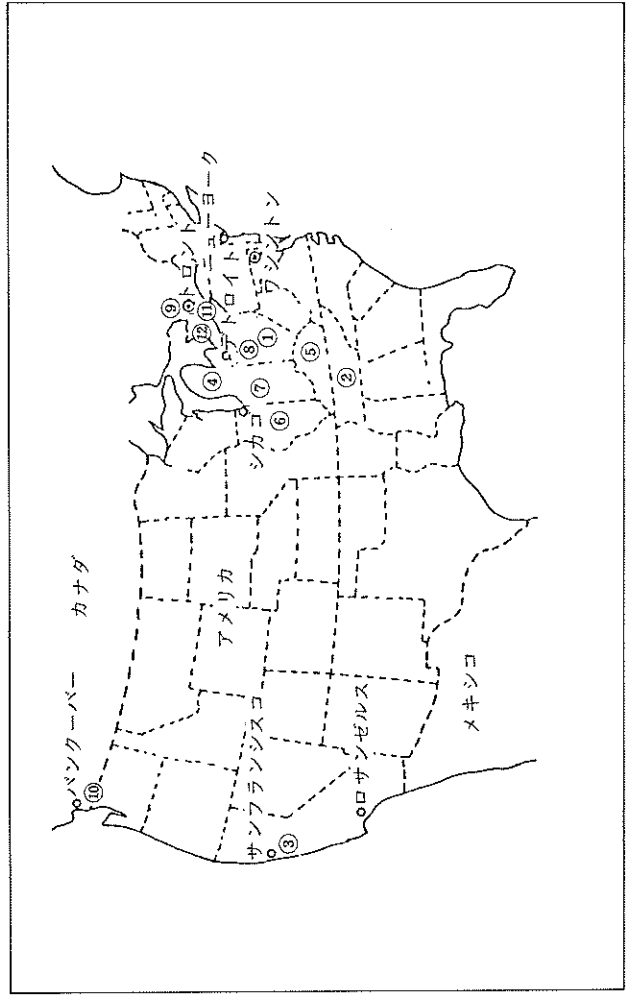 バンクーバー
⑩
カナダ
サンフランシスコ
③
ロサンゼルス
アメリカ
メキシコ
シカゴ
④
⑦
⑥
⑫
デトロイト
⑧
①
⑤
②
⑨
トロント
⑪
ニューヨーク
ワシントン